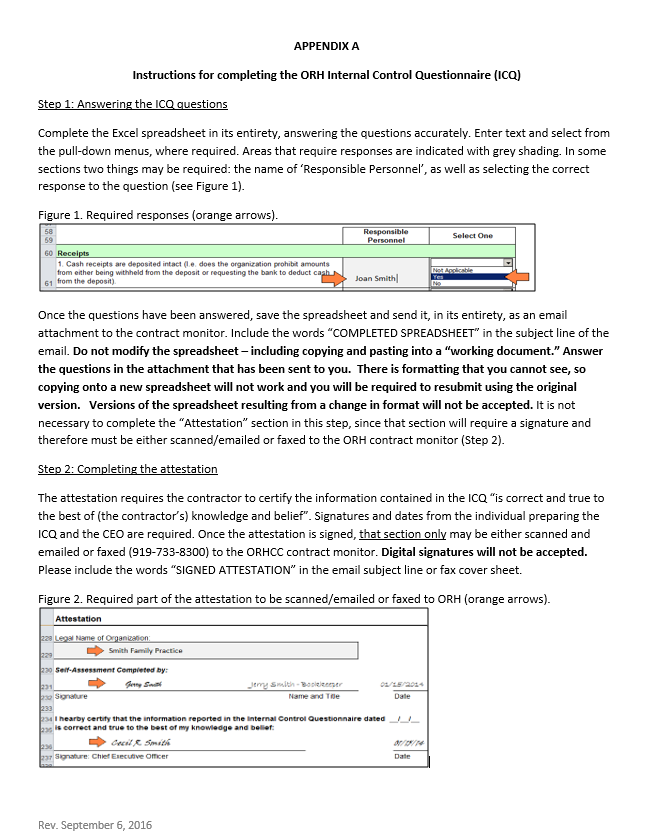 APPENDIX A
Instructions for completing the ORH Internal Control Questionnaire (ICQ)
Step 1: Answering the ICQ questions
Complete the Excel spreadsheet in its entirety, answering the questions accurately. Enter text and select from
the pull-down menus, where required. Areas that require responses are indicated with grey shading. In some
sections two things may be required: the name of ‘Responsible Personnel’, as well as selecting the correct
response to the question (see Figure 1).
Figure 1. Required responses (orange arrows).
58 Responsible Select One
59 Personnel
60 Receipts
1. Cash receipts are deposited intact (I.e. does the organization prohibit amounts
from either being withheld from the deposit or requesting the bank to deduct cash
61 from the deposit).
Joan Smith
Not Applicable
Yes
No
Once the questions have been answered, save the spreadsheet and send it, in its entirety, as an email
attachment to the contract monitor. Include the words “COMPLETED SPREADSHEET” in the subject line of the
email. Do not modify the spreadsheet – including copying and pasting into a “working document.” Answer
the questions in the attachment that has been sent to you.  There is formatting that you cannot see, so
copying onto a new spreadsheet will not work and you will be required to resubmit using the original
version.   Versions of the spreadsheet resulting from a change in format will not be accepted. It is not
necessary to complete the “Attestation” section in this step, since that section will require a signature and
therefore must be either scanned/emailed or faxed to the ORH contract monitor (Step 2).
Step 2: Completing the attestation
The attestation requires the contractor to certify the information contained in the ICQ “is correct and true to
the best of (the contractor’s) knowledge and belief”. Signatures and dates from the individual preparing the
ICQ and the CEO are required. Once the attestation is signed, that section only may be either scanned and
emailed or faxed (919-733-8300) to the ORHCC contract monitor. Digital signatures will not be accepted.
Please include the words “SIGNED ATTESTATION” in the email subject line or fax cover sheet.
Figure 2. Required part of the attestation to be scanned/emailed or faxed to ORH (orange arrows).
Attestation
228 Legal Name of Organization:
229 Smith Family Practice
230 Self-Assessment Completed by:
231 Jerry Smith Jerry Smith - Bookkeeper 01/15/2014
232 Signature Name and Title Date
233
234 I hearby certify that the information reported in the Internal Control Questionnaire dated __/__/__
235 is correct and true to the best of my knowledge and belief:
236 Cecil R. Smith
237 Signature: Chief Executive Officer Date
Rev. September 6, 2016